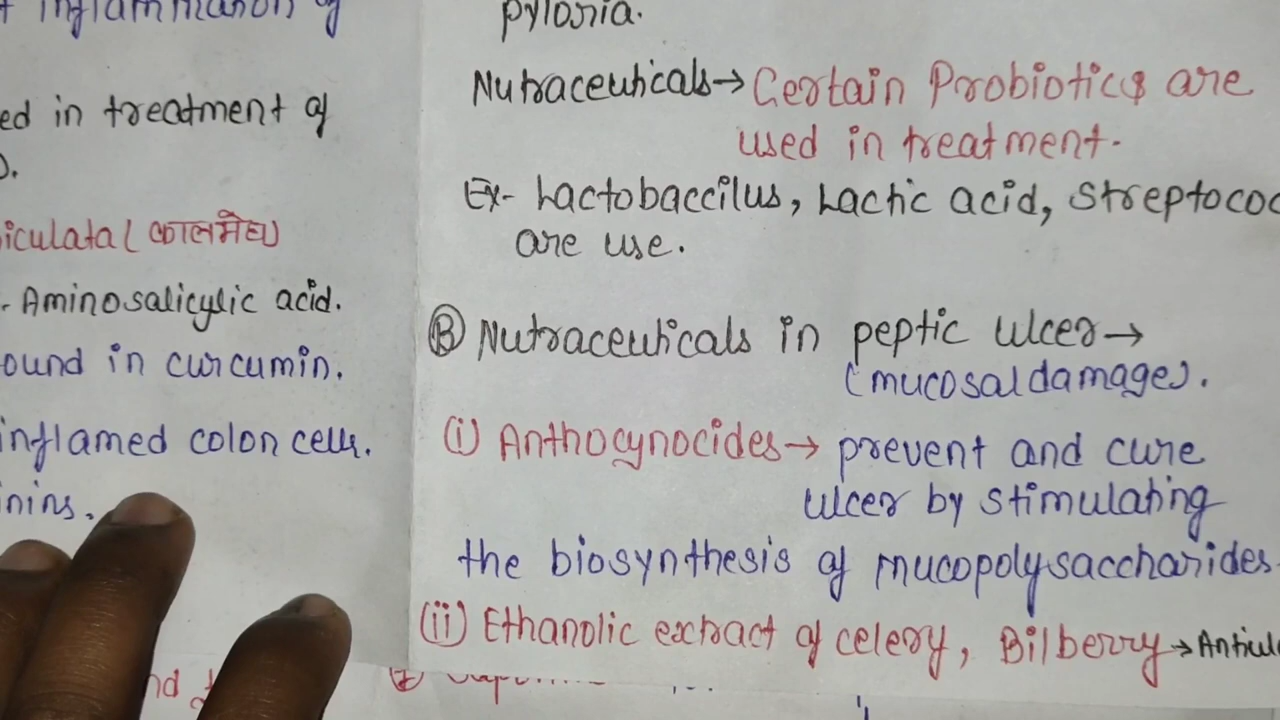 t inflammation of
ed in treatment of
).
iculata ( कालमेघ)
- Aminosalicylic acid.
ound in curcumin.
inflamed colon cells.
nins.
nd
pyloria.
Nutraceuticals→ Certain Probiotics are
used in treatment.
Ex- Lactobaccilus, Lactic acid, Streptococ
are use.
Ⓑ Nutraceuticals in peptic ulcer→
(mucosal damage).
(i) Anthocynocides→ prevent and cure
ulcer by stimulating
the biosynthesis of mucopolysaccharides.
(ii) Ethanolic extract of celery, Bilberry→Antiul